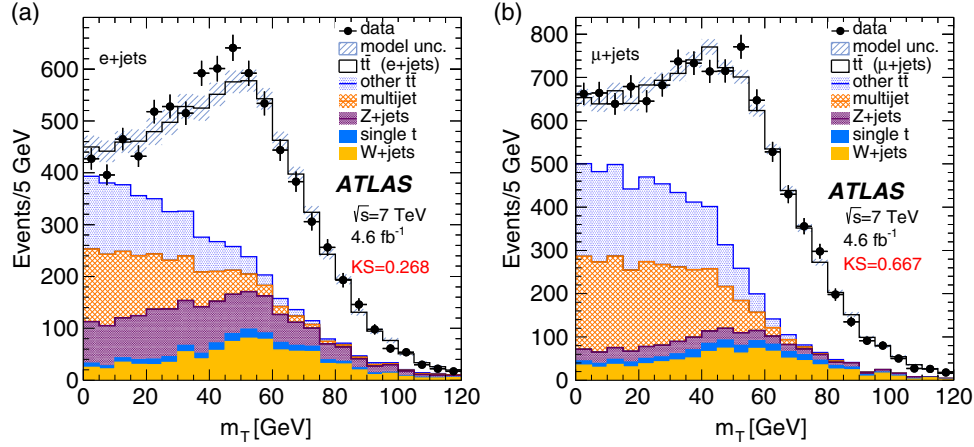 (a)
e+jets
data
model unc.
tt̄ (e+jets)
other tt̄
multijet
Z+jets
single t
W+jets
ATLAS
√s=7 TeV
4.6 fb⁻¹
KS=0.268
Events/5 GeV
600
500
400
300
200
100
0
0 20 40 60 80 100 120
m_T [GeV]
(b)
μ+jets
data
model unc.
tt̄ (μ+jets)
other tt̄
multijet
Z+jets
single t
W+jets
ATLAS
√s=7 TeV
4.6 fb⁻¹
KS=0.667
Events/5 GeV
800
700
600
500
400
300
200
100
0
0 20 40 60 80 100 120
m_T [GeV]